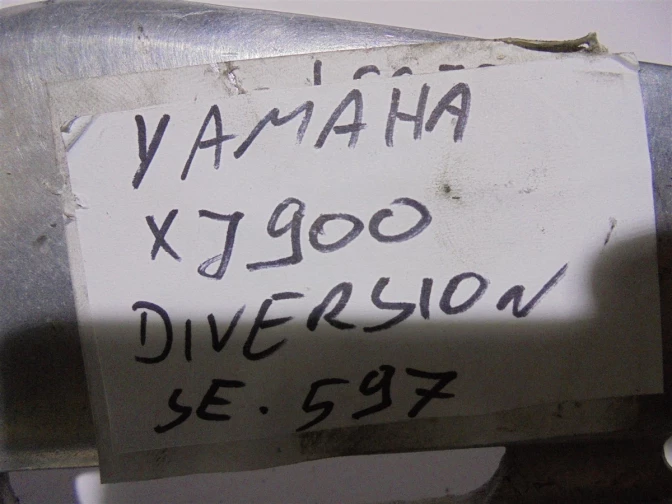 YAMAHA
XJ900
DIVERSION
SE. 597